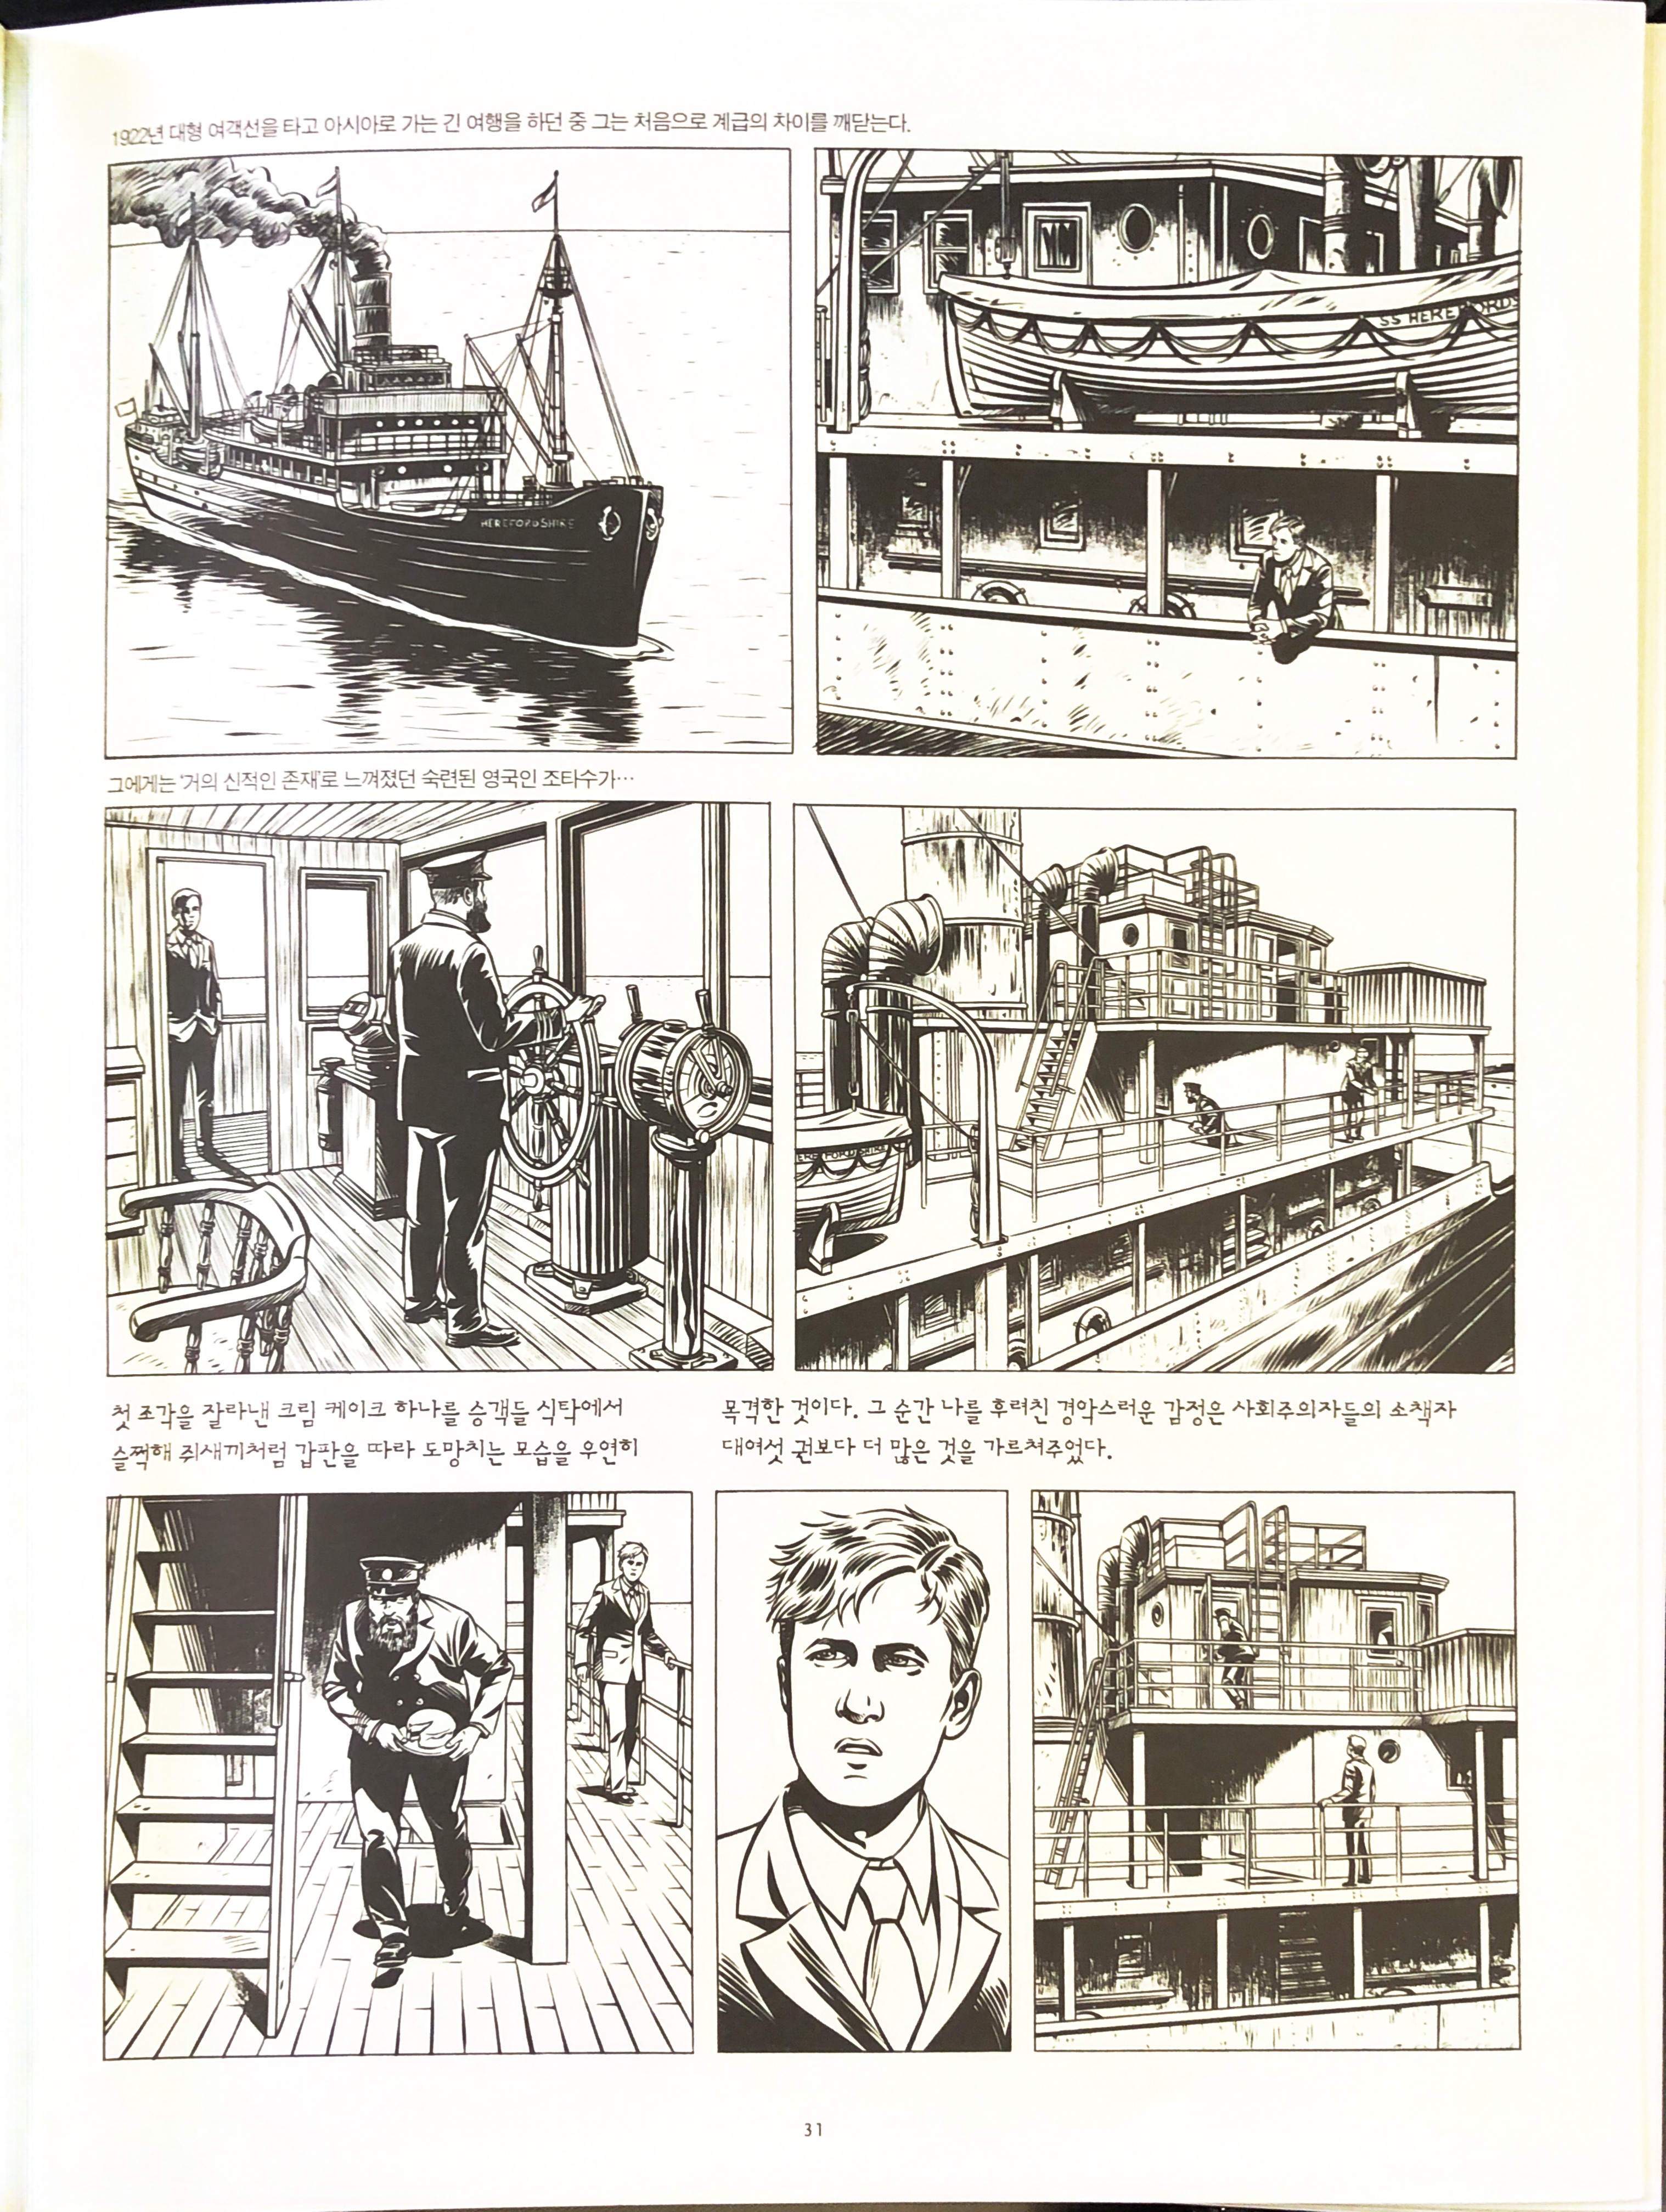 1922년 대형 여객선을 타고 아시아로 가는 긴 여행을 하던 중 그는 처음으로 계급의 차이를 깨닫는다.
HEREFORDSHIRE
SS HEREFORDS
그에게는 '거의 신적인 존재'로 느껴졌던 숙련된 영국인 조타수가…
EREFORDSHIRE
첫 조각을 잘라낸 크림 케이크 하나를 승객들 식탁에서
슬쩍해 쥐새끼처럼 갑판을 따라 도망치는 모습을 우연히
목격한 것이다. 그 순간 나를 후려친 경악스러운 감정은 사회주의자들의 소책자
대여섯 권보다 더 많은 것을 가르쳐주었다.
31